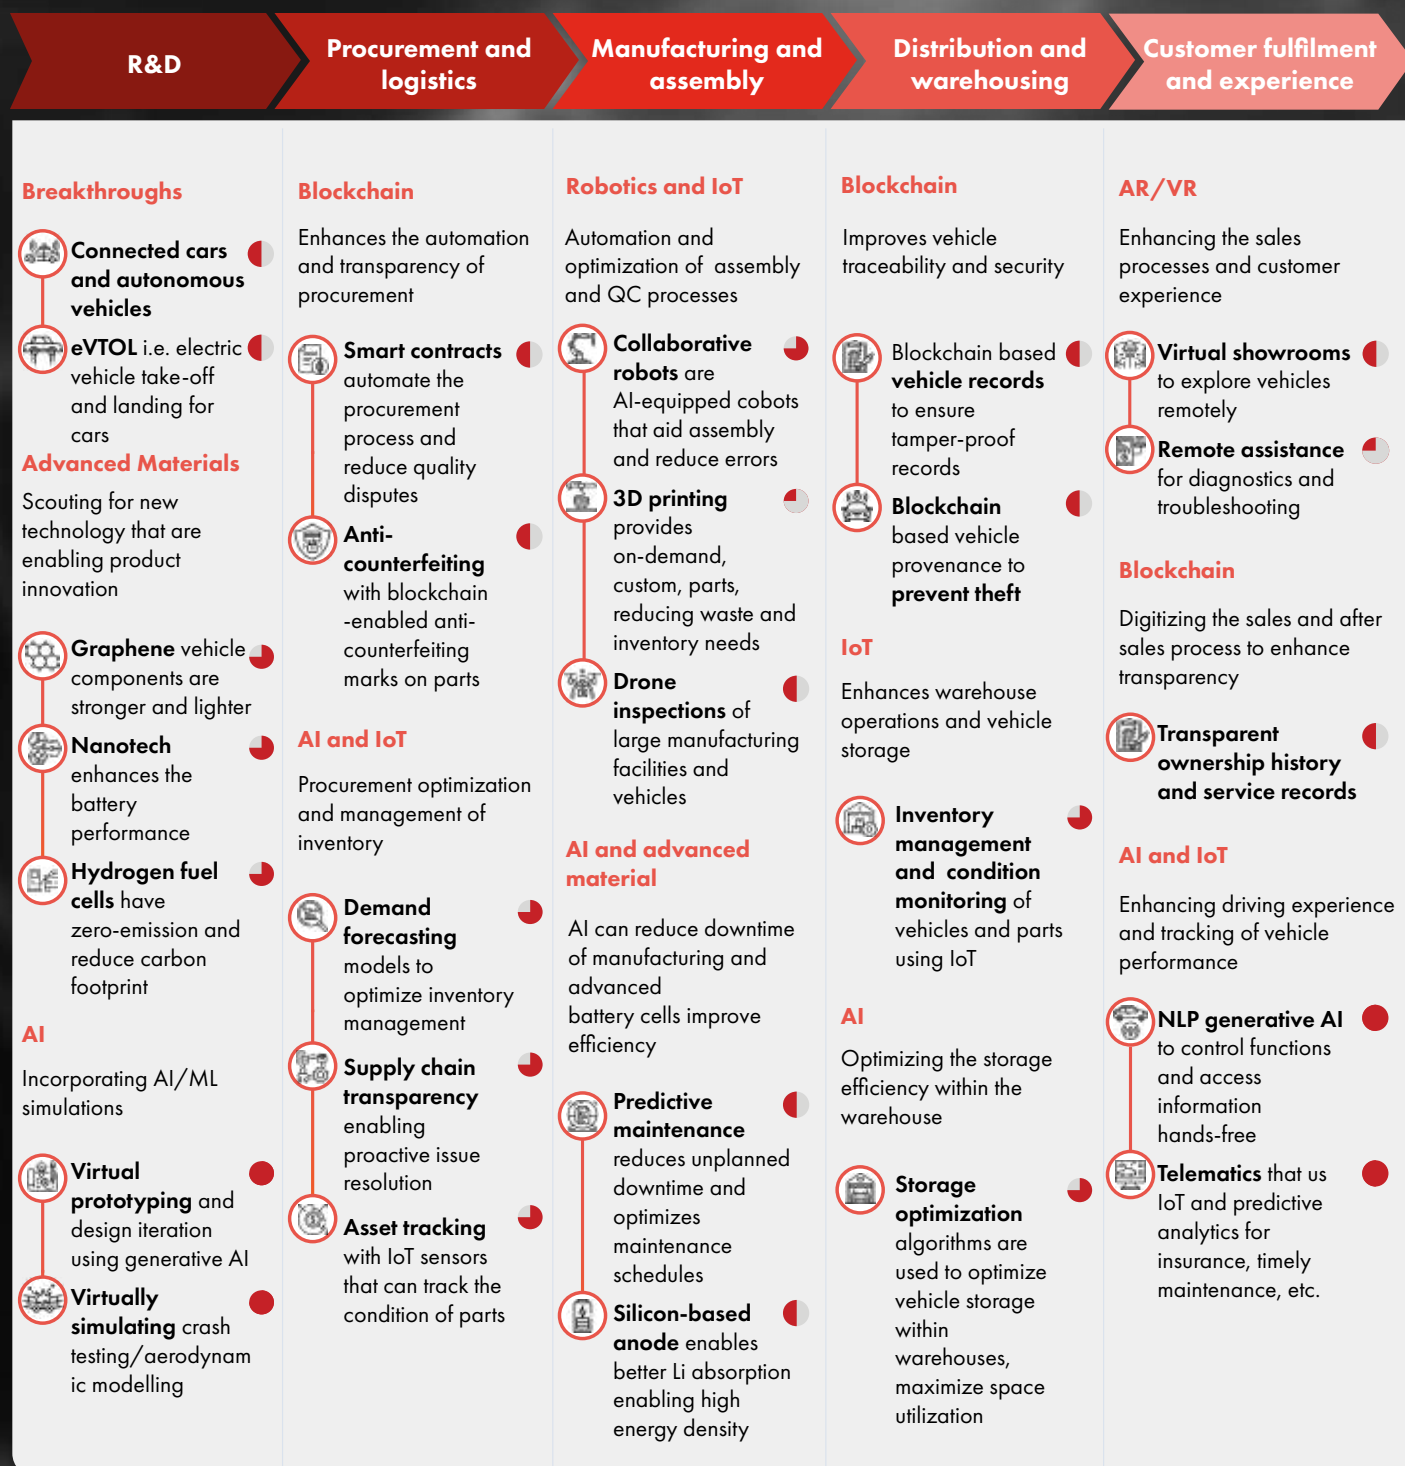 R&D
Procurement and
logistics
Manufacturing and
assembly
Distribution and
warehousing
Customer fulfilment
and experience
Breakthroughs
Connected cars
and autonomous
vehicles
eVTOL i.e. electric
vehicle take-off
and landing for
cars
Advanced Materials
Scouting for new
technology that are
enabling product
innovation
Graphene vehicle
components are
stronger and lighter
Nanotech
enhances the
battery
performance
Hydrogen fuel
cells have
zero-emission and
reduce carbon
footprint
AI
Incorporating AI/ML
simulations
Virtual
prototyping and
design iteration
using generative AI
Virtually
simulating crash
testing/aerodynam
ic modelling
Blockchain
Enhances the automation
and transparency of
procurement
Smart contracts
automate the
procurement
process and
reduce quality
disputes
Anti-
counterfeiting
with blockchain
-enabled anti-
counterfeiting
marks on parts
AI and IoT
Procurement optimization
and management of
inventory
Demand
forecasting
models to
optimize inventory
management
Supply chain
transparency
enabling
proactive issue
resolution
Asset tracking
with IoT sensors
that can track the
condition of parts
Robotics and IoT
Automation and
optimization of assembly
and QC processes
Collaborative
robots are
AI-equipped cobots
that aid assembly
and reduce errors
3D printing
provides
on-demand,
custom, parts,
reducing waste and
inventory needs
Drone
inspections of
large manufacturing
facilities and
vehicles
AI and advanced
material
AI can reduce downtime
of manufacturing and
advanced
battery cells improve
efficiency
Predictive
maintenance
reduces unplanned
downtime and
optimizes
maintenance
schedules
Silicon-based
anode enables
better Li absorption
enabling high
energy density
Blockchain
Improves vehicle
traceability and security
Blockchain based
vehicle records
to ensure
tamper-proof
records
Blockchain
based vehicle
provenance to
prevent theft
IoT
Enhances warehouse
operations and vehicle
storage
Inventory
management
and condition
monitoring of
vehicles and parts
using IoT
AI
Optimizing the storage
efficiency within the
warehouse
Storage
optimization
algorithms are
used to optimize
vehicle storage
within
warehouses,
maximize space
utilization
AR/VR
Enhancing the sales
processes and customer
experience
Virtual showrooms
to explore vehicles
remotely
Remote assistance
for diagnostics and
troubleshooting
Blockchain
Digitizing the sales and after
sales process to enhance
transparency
Transparent
ownership history
and service records
AI and IoT
Enhancing driving experience
and tracking of vehicle
performance
NLP generative AI
to control functions
and access
information
hands-free
Telematics that us
IoT and predictive
analytics for
insurance, timely
maintenance, etc.